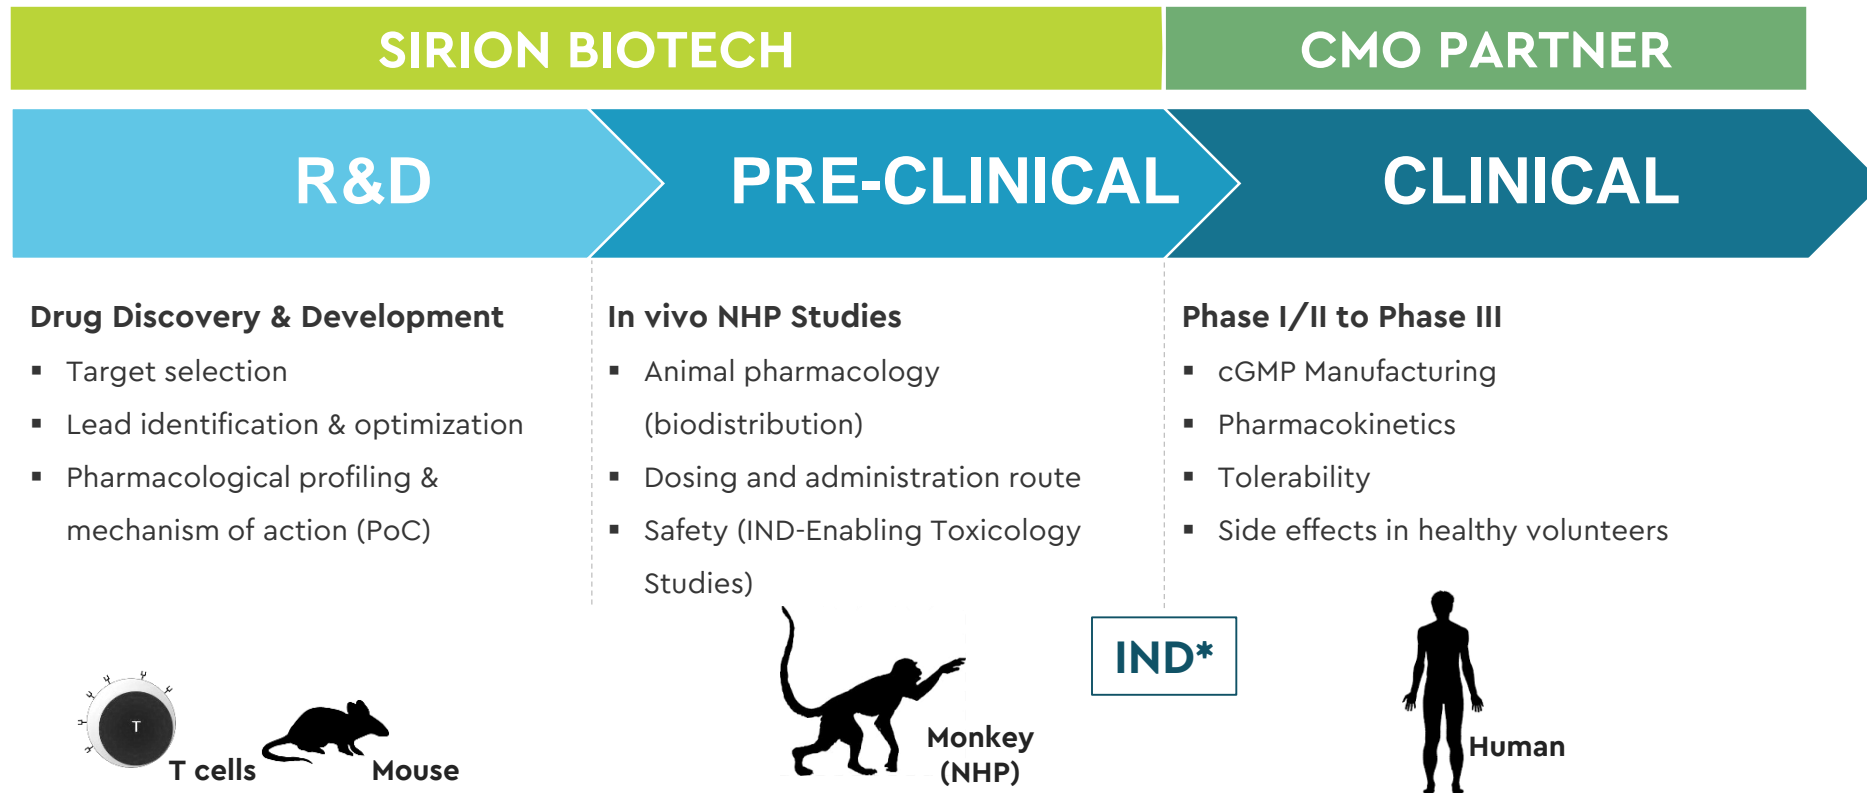 SIRION BIOTECH
CMO PARTNER
R&D
PRE-CLINICAL
CLINICAL
Drug Discovery & Development
▪ Target selection
▪ Lead identification & optimization
▪ Pharmacological profiling &
mechanism of action (PoC)
In vivo NHP Studies
▪ Animal pharmacology
(biodistribution)
▪ Dosing and administration route
▪ Safety (IND-Enabling Toxicology
Studies)
Phase I/II to Phase III
▪ cGMP Manufacturing
▪ Pharmacokinetics
▪ Tolerability
▪ Side effects in healthy volunteers
IND*
T
T cells
Mouse
Monkey
(NHP)
Human